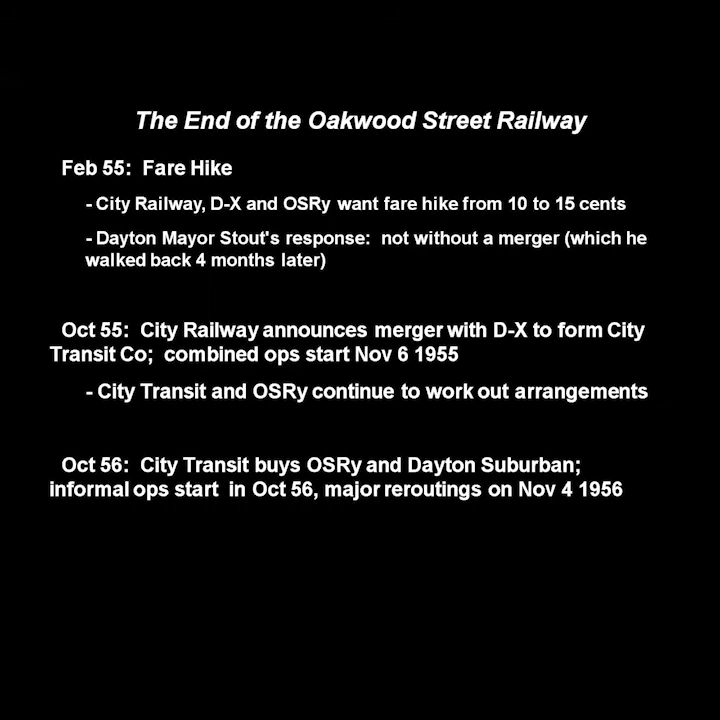 The End of the Oakwood Street Railway
Feb 55: Fare Hike
- City Railway, D-X and OSRy want fare hike from 10 to 15 cents
- Dayton Mayor Stout's response: not without a merger (which he
walked back 4 months later)
Oct 55: City Railway announces merger with D-X to form City
Transit Co; combined ops start Nov 6 1955
- City Transit and OSRy continue to work out arrangements
Oct 56: City Transit buys OSRy and Dayton Suburban;
informal ops start in Oct 56, major reroutings on Nov 4 1956